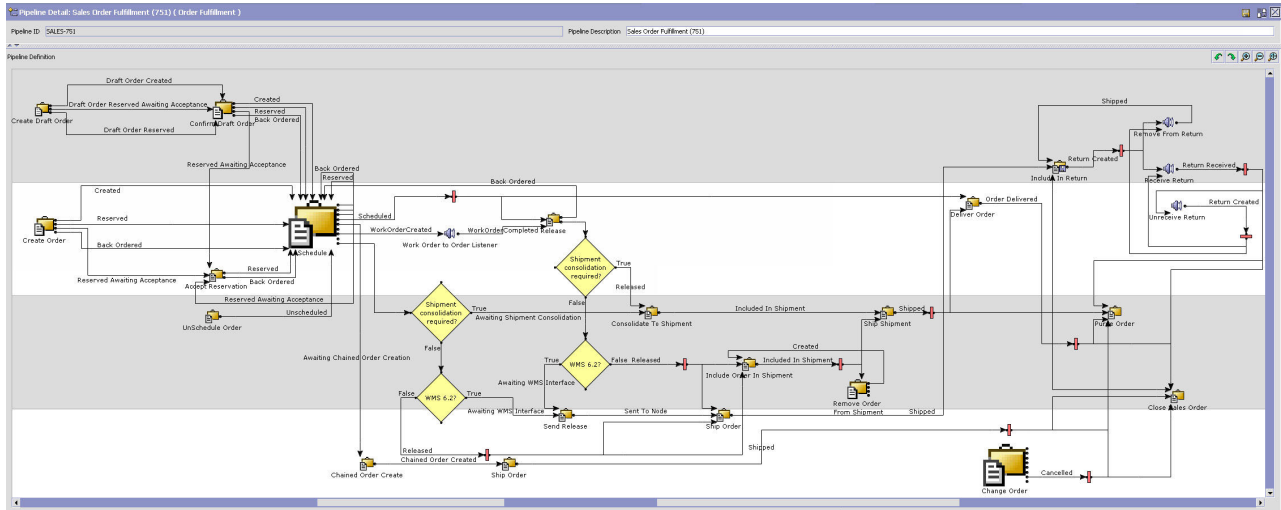 Pipeline Detail: Sales Order Fulfillment (751) ( Order Fulfillment )
Pipeline ID SALES-751 Pipeline Description Sales Order Fulfillment (751)
Pipeline Definition
Draft Order Created
Created
Draft Order Reserved Awaiting Acceptance
Reserved
Create Draft Order
Confirm Draft Order
Back Ordered
Draft Order Reserved
Shipped
Remove From Return
Reserved Awaiting Acceptance
Back Ordered
Reserved
Return Created
Return Received
Included In Return
Receive Return
Created
Back Ordered
Reserved
Scheduled
Order Delivered
Return Created
Deliver Order
Unreceive Return
Create Order
WorkOrderCreated
WorkOrder
Completed Release
Back Ordered
Schedule
Work Order to Order Listener
Shipment
consolidation
required?
True
Reserved
Reserved Awaiting Acceptance
Back Ordered
Accept Reservation
Released
Reserved Awaiting Acceptance
False
Unscheduled
UnSchedule Order
Shipment
consolidation
required?
True
Awaiting Shipment Consolidation
Consolidate To Shipment
Included In Shipment
Shipped
Ship Shipment
Purge Order
False
Created
Awaiting Chained Order Creation
True
WMS 6.2?
False
Released
Included In Shipment
Include Order In Shipment
Awaiting WMS Interface
False
WMS 6.2?
True
Remove Order
From Shipment
Awaiting WMS Interface
Sent To Node
Shipped
Close Sales Order
Send Release
Ship Order
Released
Shipped
Chained Order Created
Chained Order Create
Ship Order
Cancelled
Change Order